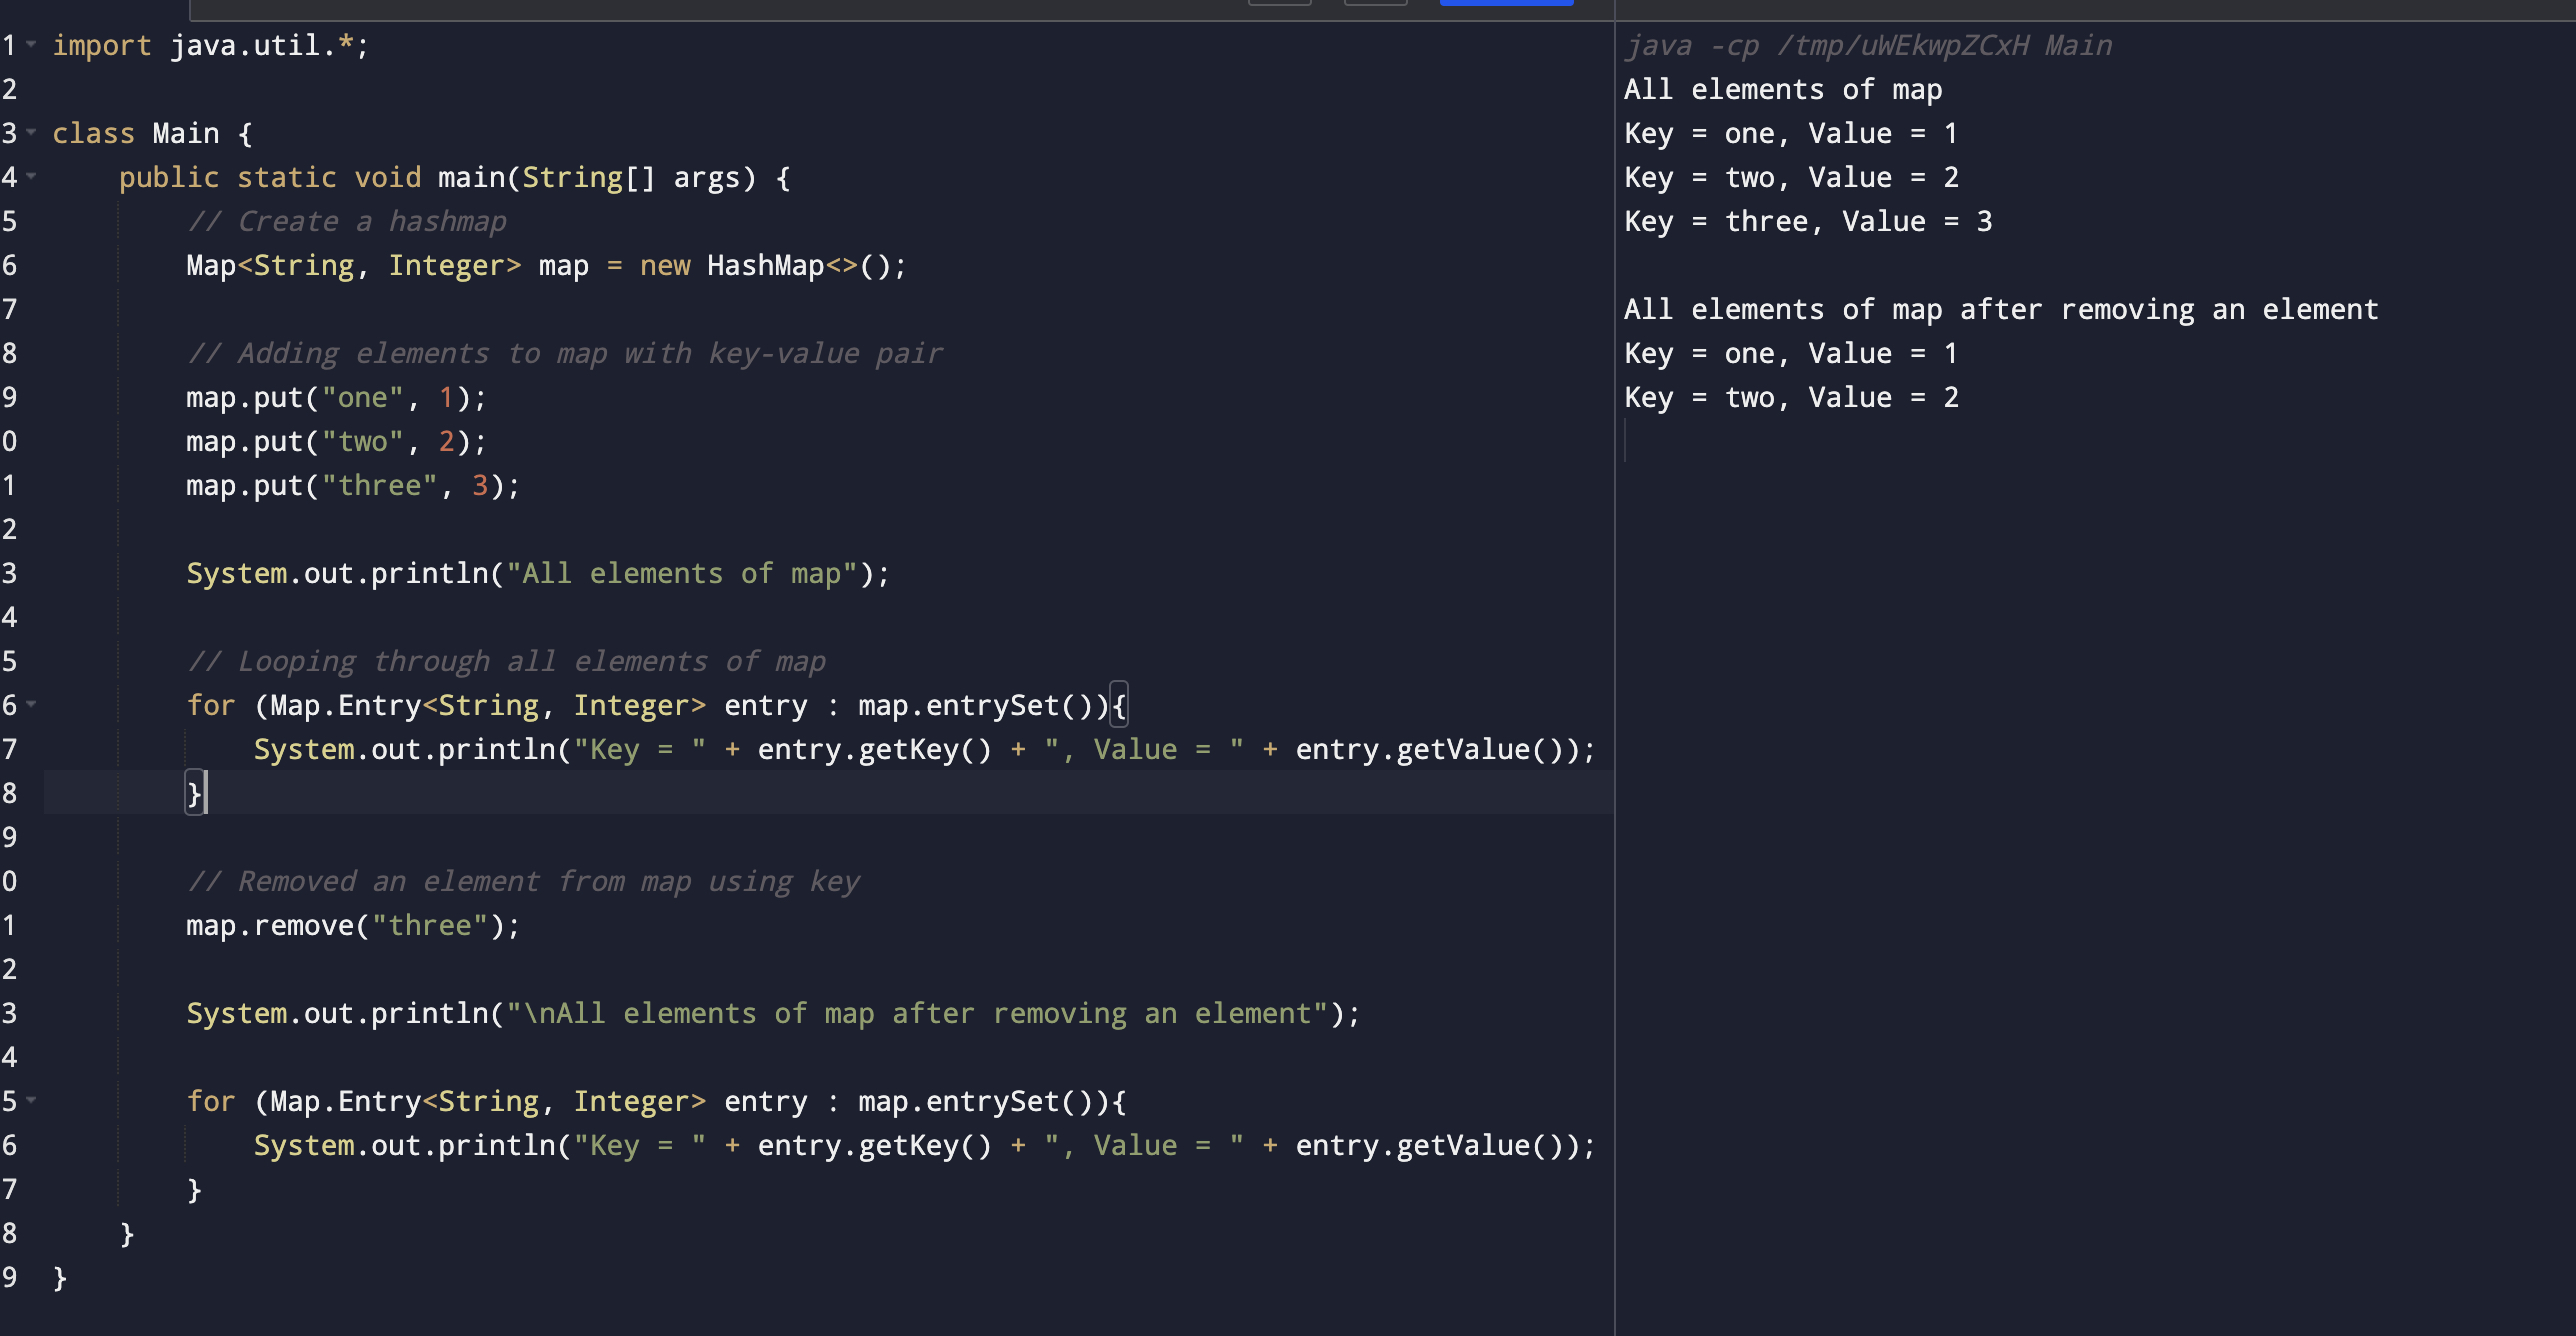 1 import java.util.*;
2
3 class Main {
4 public static void main(String[] args) {
5 // Create a hashmap
6 Map<String, Integer> map = new HashMap<>();
7
8 // Adding elements to map with key-value pair
9 map.put("one", 1);
0 map.put("two", 2);
1 map.put("three", 3);
2
3 System.out.println("All elements of map");
4
5 // Looping through all elements of map
6 for (Map.Entry<String, Integer> entry : map.entrySet()){
7 System.out.println("Key = " + entry.getKey() + ", Value = " + entry.getValue());
8 }
9
0 // Removed an element from map using key
1 map.remove("three");
2
3 System.out.println("\nAll elements of map after removing an element");
4
5 for (Map.Entry<String, Integer> entry : map.entrySet()){
6 System.out.println("Key = " + entry.getKey() + ", Value = " + entry.getValue());
7 }
8 }
9 }
java -cp /tmp/uWEkwpZCxH Main
All elements of map
Key = one, Value = 1
Key = two, Value = 2
Key = three, Value = 3
All elements of map after removing an element
Key = one, Value = 1
Key = two, Value = 2